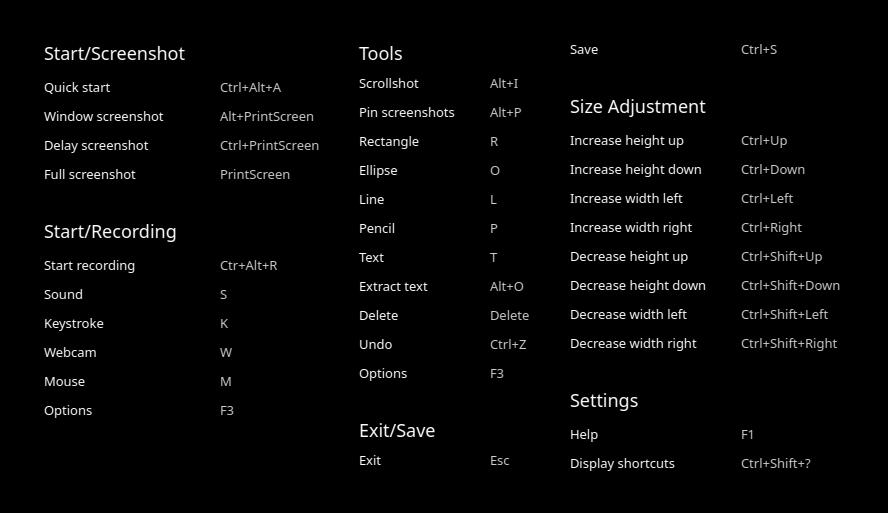 Start/Screenshot
Quick start Ctrl+Alt+A
Window screenshot Alt+PrintScreen
Delay screenshot Ctrl+PrintScreen
Full screenshot PrintScreen
Start/Recording
Start recording Ctr+Alt+R
Sound S
Keystroke K
Webcam W
Mouse M
Options F3
Tools
Scrollshot Alt+I
Pin screenshots Alt+P
Rectangle R
Ellipse O
Line L
Pencil P
Text T
Extract text Alt+O
Delete Delete
Undo Ctrl+Z
Options F3
Exit/Save
Exit Esc
Save Ctrl+S
Size Adjustment
Increase height up Ctrl+Up
Increase height down Ctrl+Down
Increase width left Ctrl+Left
Increase width right Ctrl+Right
Decrease height up Ctrl+Shift+Up
Decrease height down Ctrl+Shift+Down
Decrease width left Ctrl+Shift+Left
Decrease width right Ctrl+Shift+Right
Settings
Help F1
Display shortcuts Ctrl+Shift+?